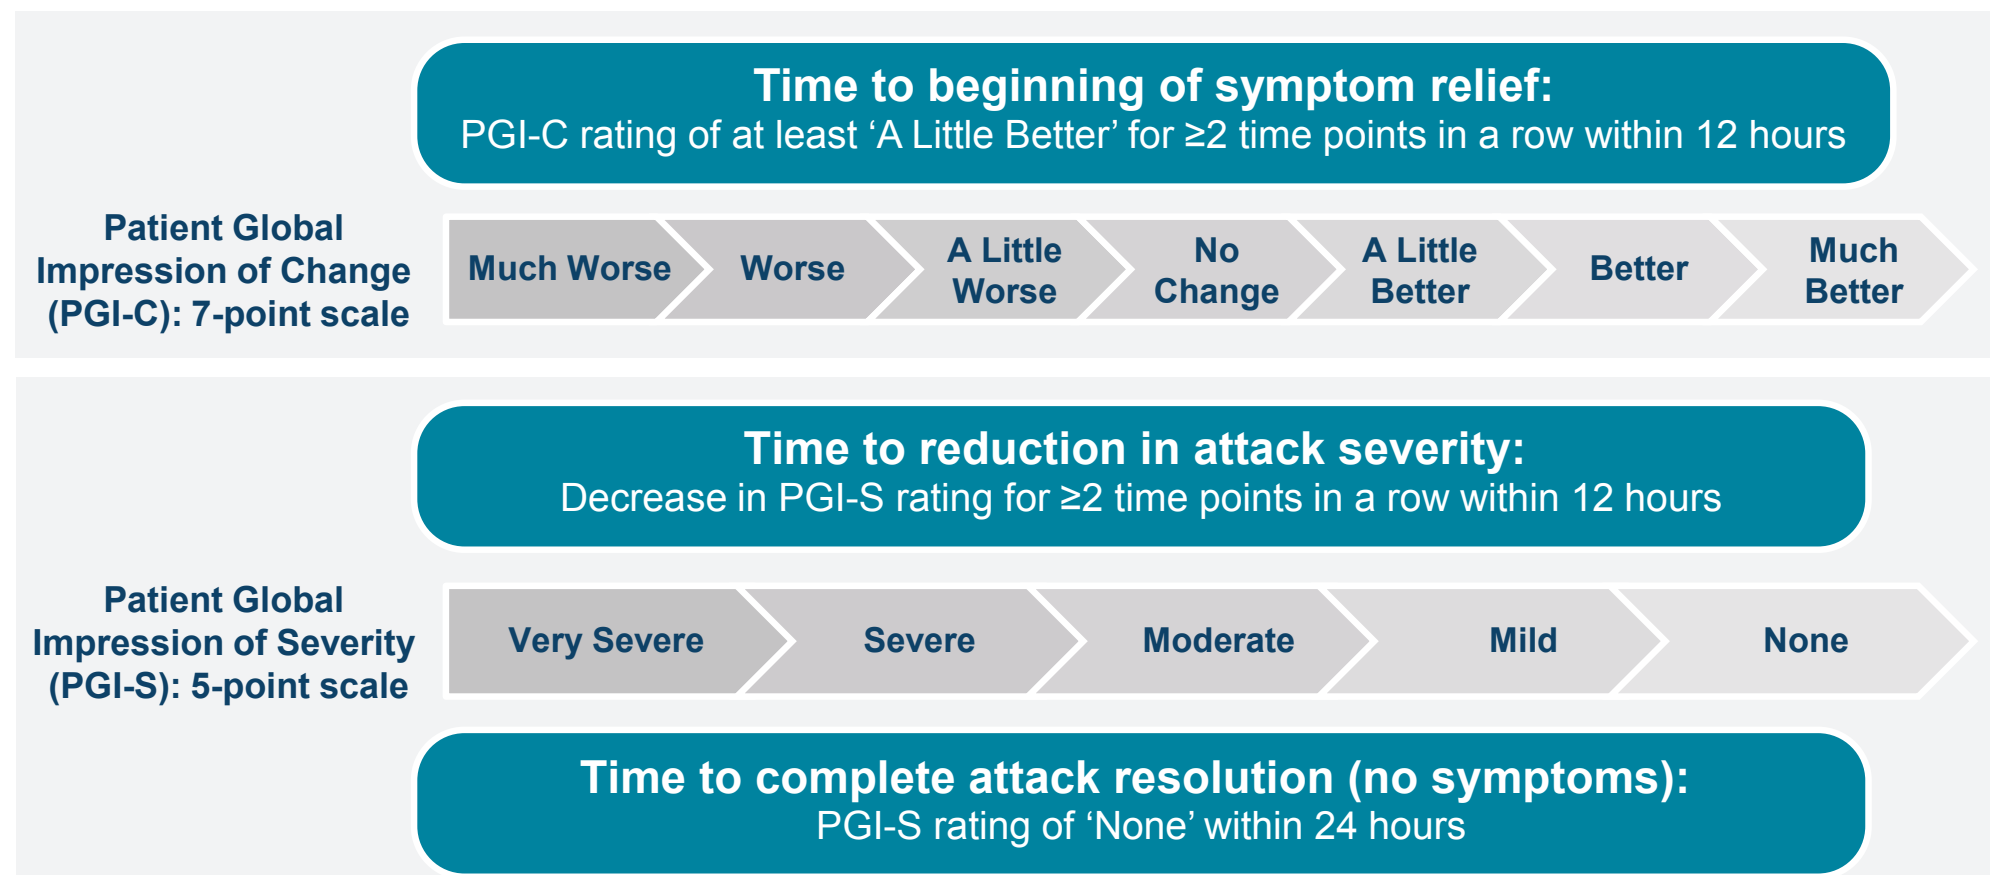 Time to beginning of symptom relief:
PGI-C rating of at least ‘A Little Better’ for ≥2 time points in a row within 12 hours
Patient Global
Impression of Change
(PGI-C): 7-point scale
Much Worse
Worse
A Little
Worse
No
Change
A Little
Better
Better
Much
Better
Time to reduction in attack severity:
Decrease in PGI-S rating for ≥2 time points in a row within 12 hours
Patient Global
Impression of Severity
(PGI-S): 5-point scale
Very Severe
Severe
Moderate
Mild
None
Time to complete attack resolution (no symptoms):
PGI-S rating of ‘None’ within 24 hours